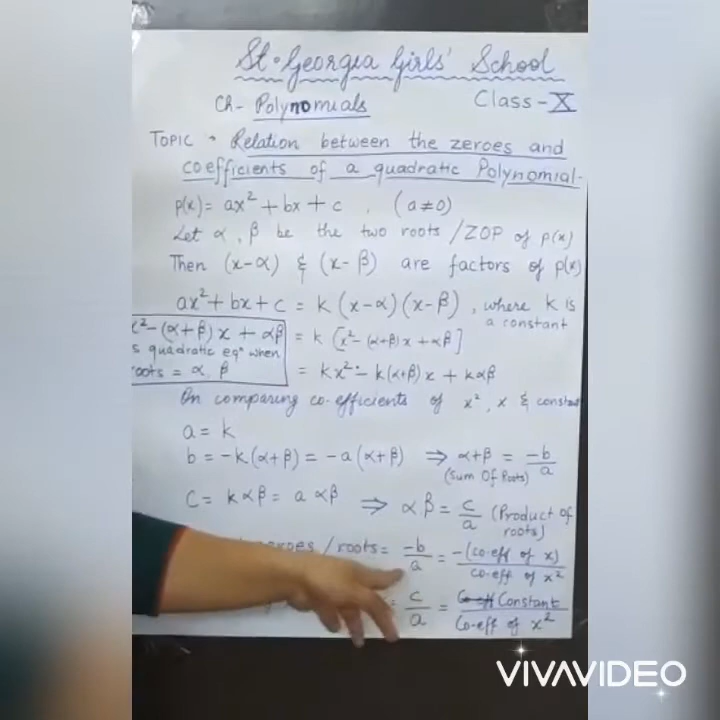 St. Georgia Girls' School
Ch- Polynomials Class-X
TOPIC • Relation between the zeroes and
coefficients of a quadratic Polynomial.
p(x)= ax² + bx + c , (a≠0)
Let α, β be the two roots / ZOP of p(x)
Then (x-α) & (x-β) are factors of p(x)
ax² + bx + c = k (x-α) (x-β) , where k is
a constant
x²-(α+β)x + αβ = k [x²-(α+β)x + αβ]
s quadratic eqⁿ when
roots = α, β = kx² - k(α+β)x + kαβ
On comparing co-efficients of x², x & constan
a = k
b = -k(α+β) = -a(α+β) ⇒ α+β = -b/a
(Sum Of Roots)
C = kαβ = a αβ ⇒ αβ = c/a (Product of
roots)
zeroes / roots = -b/a = -(co-eff of x)/co-eff of x²
= c/a = Constant/Co-eff of x²
VIVAVIDEO